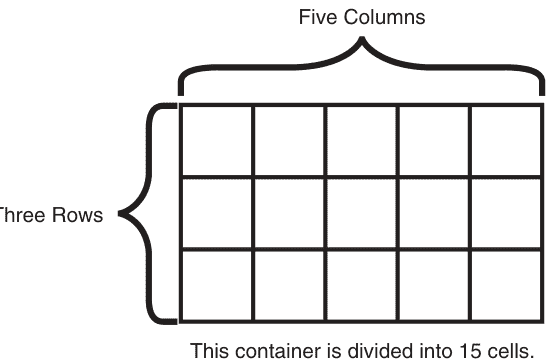 Five Columns
Three Rows
This container is divided into 15 cells.